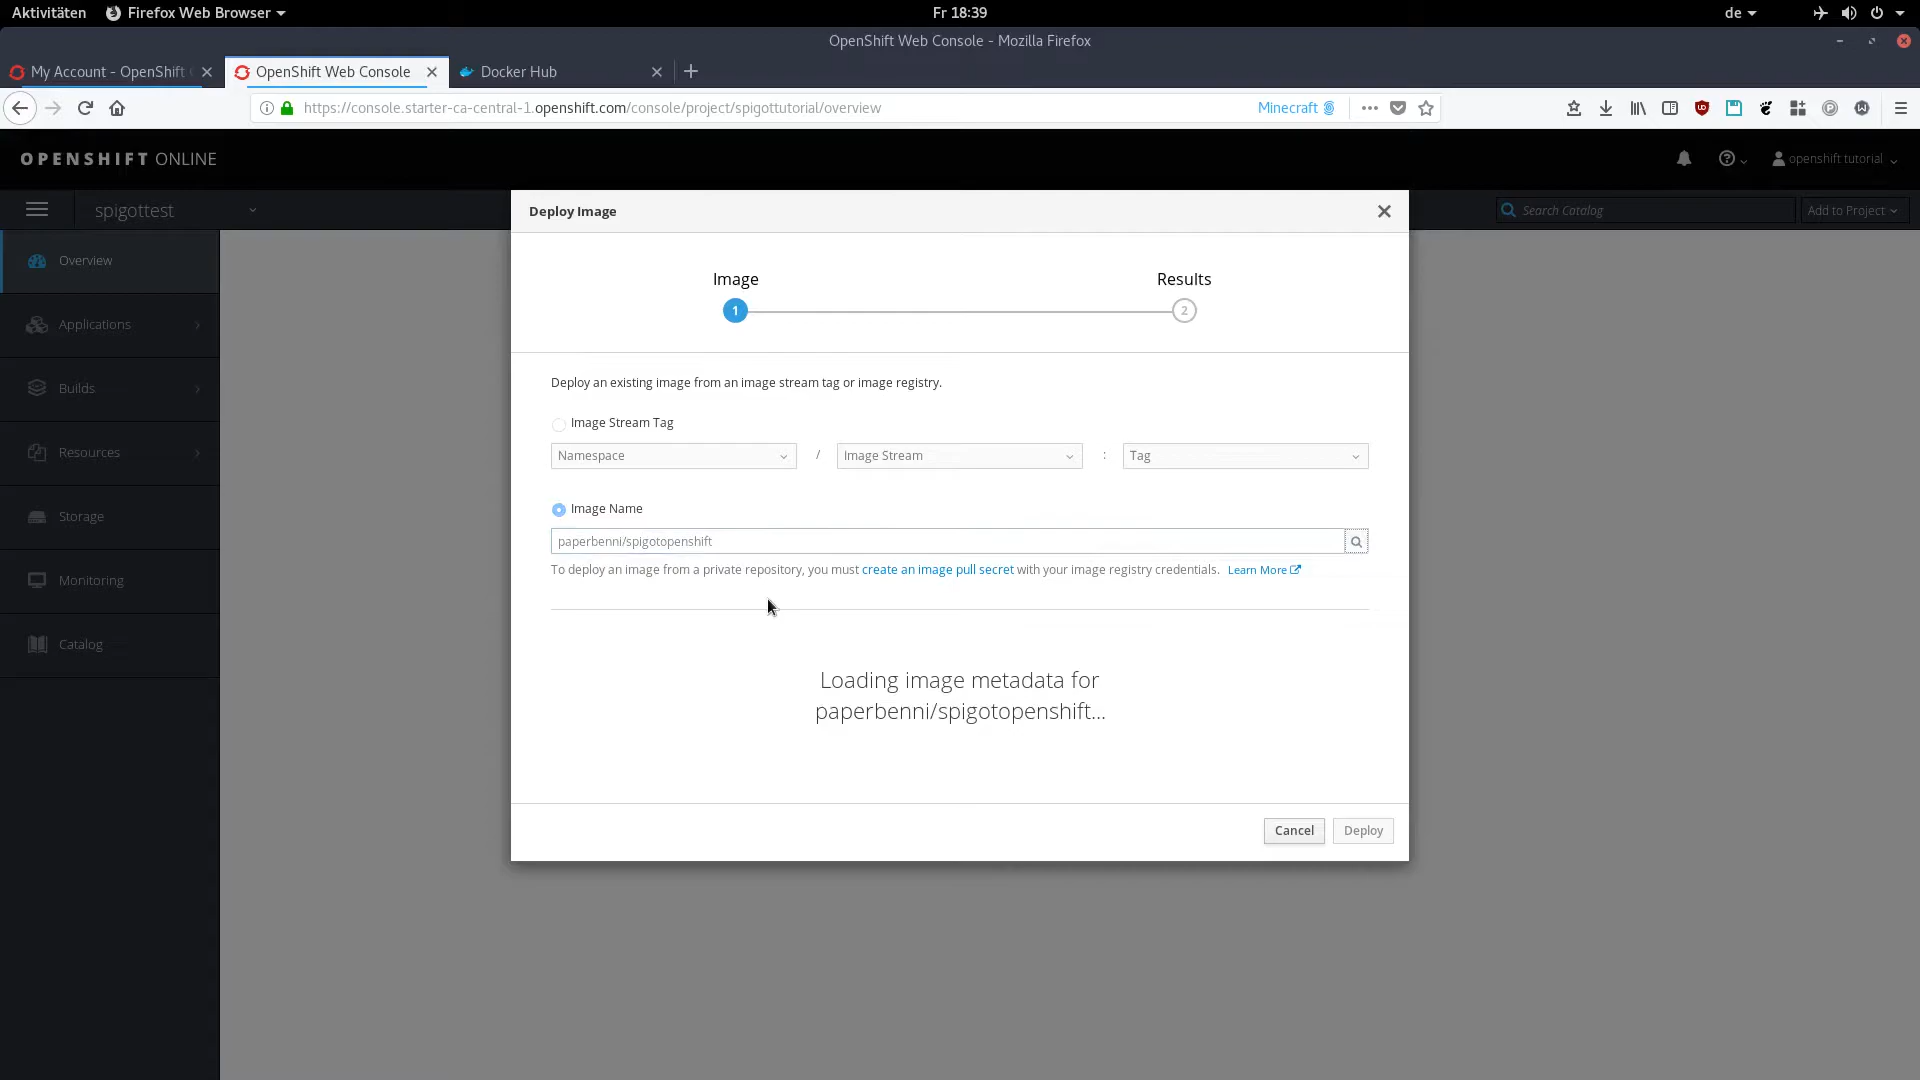 Aktivitäten Firefox Web Browser Fr 18:39 de
OpenShift Web Console - Mozilla Firefox
My Account - OpenShift OpenShift Web Console Docker Hub
https://console.starter-ca-central-1.openshift.com/console/project/spigottutorial/overview Minecraft
OPENSHIFT ONLINE openshift tutorial
spigottest Search Catalog Add to Project
Overview
Applications
Builds
Resources
Storage
Monitoring
Catalog
Deploy Image
Image Results
1 2
Deploy an existing image from an image stream tag or image registry.
Image Stream Tag
Namespace / Image Stream : Tag
Image Name
paperbenni/spigotopenshift
To deploy an image from a private repository, you must create an image pull secret with your image registry credentials. Learn More
Loading image metadata for
paperbenni/spigotopenshift...
Cancel Deploy